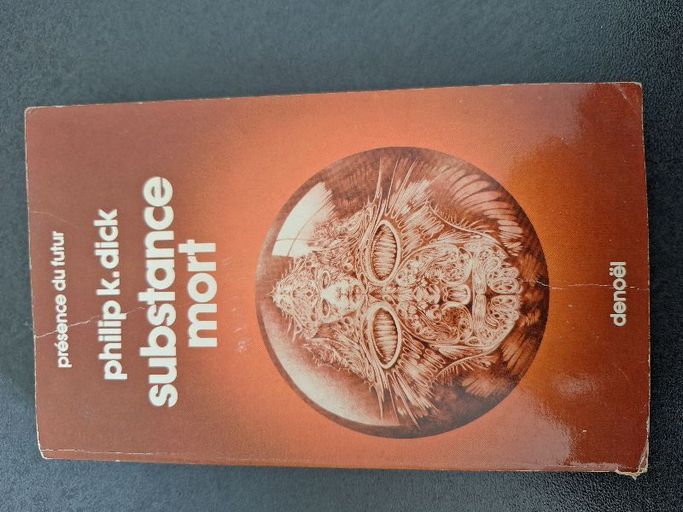 présence du futur
philip k. dick
substance
mort
denoël